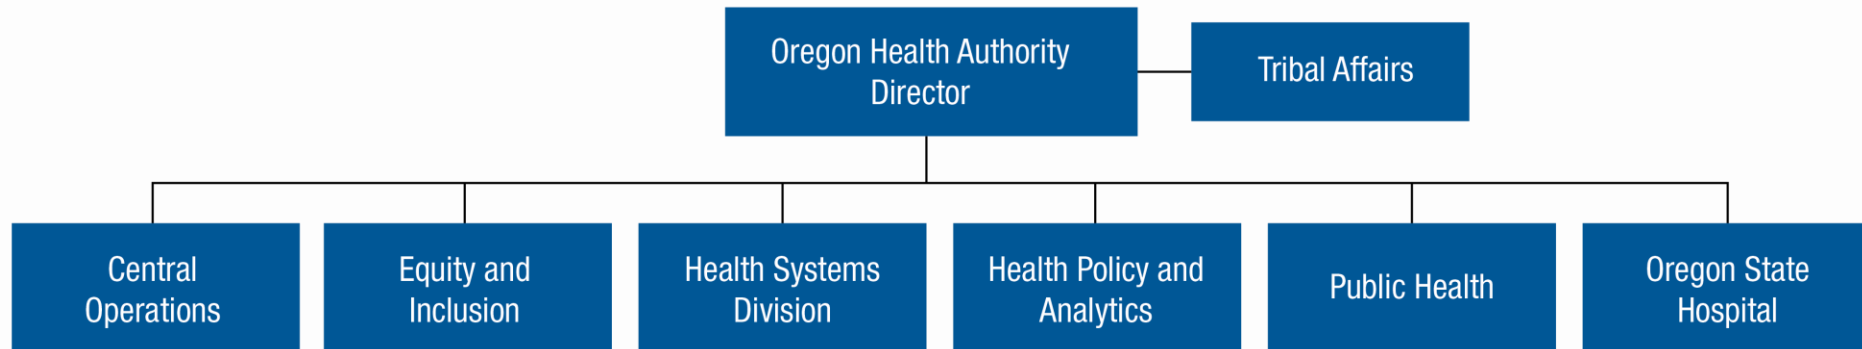 Oregon Health Authority
Director
Tribal Affairs
Central
Operations
Equity and
Inclusion
Health Systems
Division
Health Policy and
Analytics
Public Health
Oregon State
Hospital